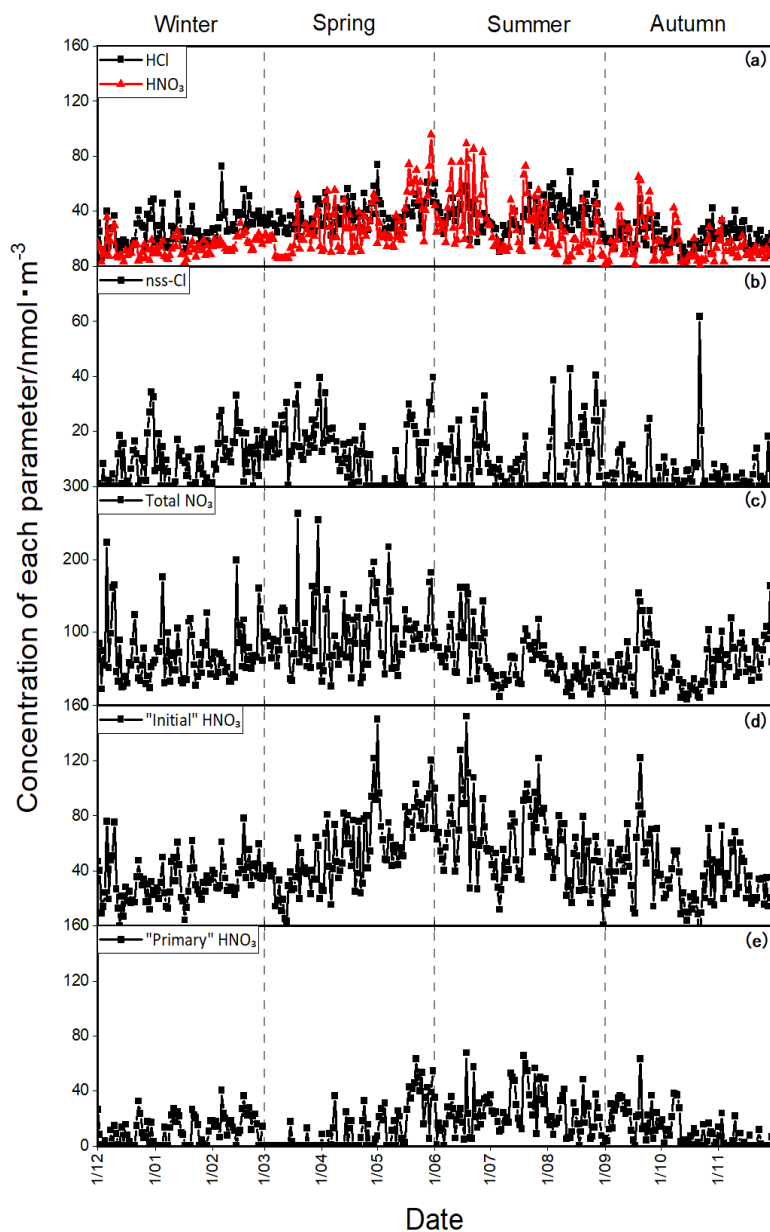 Winter Spring Summer Autumn
160
(a)
HCl
HNO₃
120
80
40
80
(b)
nss-Cl
60
40
20
300
(c)
Total NO₃
200
100
160
(d)
"Initial" HNO₃
120
80
40
160
(e)
"Primary" HNO₃
120
80
40
0
Concentration of each parameter/nmol・m⁻³
1/12 1/01 1/02 1/03 1/04 1/05 1/06 1/07 1/08 1/09 1/10 1/11
Date